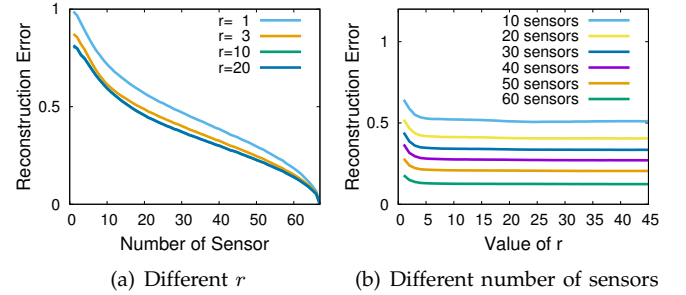 Reconstruction Error
1
0.5
0
r= 1
r= 3
r=10
r=20
0 10 20 30 40 50 60
Number of Sensor
(a) Different r
Reconstruction Error
1
0.5
0
10 sensors
20 sensors
30 sensors
40 sensors
50 sensors
60 sensors
0 5 10 15 20 25 30 35 40 45
Value of r
(b) Different number of sensors